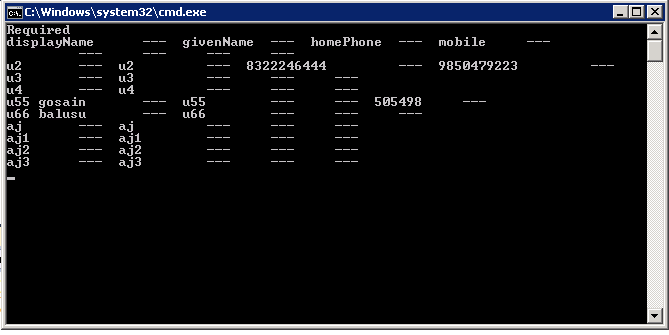 C:\Windows\system32\cmd.exe
Required
displayName --- givenName --- homePhone --- mobile ---
--- --- ---
u2 --- u2 --- 8322246444 --- 9850479223 ---
u3 --- u3 --- --- ---
u4 --- u4 --- --- ---
u55 gosain --- u55 --- --- 505498 ---
u66 balusu --- u66 --- --- ---
aj --- aj --- --- ---
aj1 --- aj1 --- --- ---
aj2 --- aj2 --- --- ---
aj3 --- aj3 --- --- ---